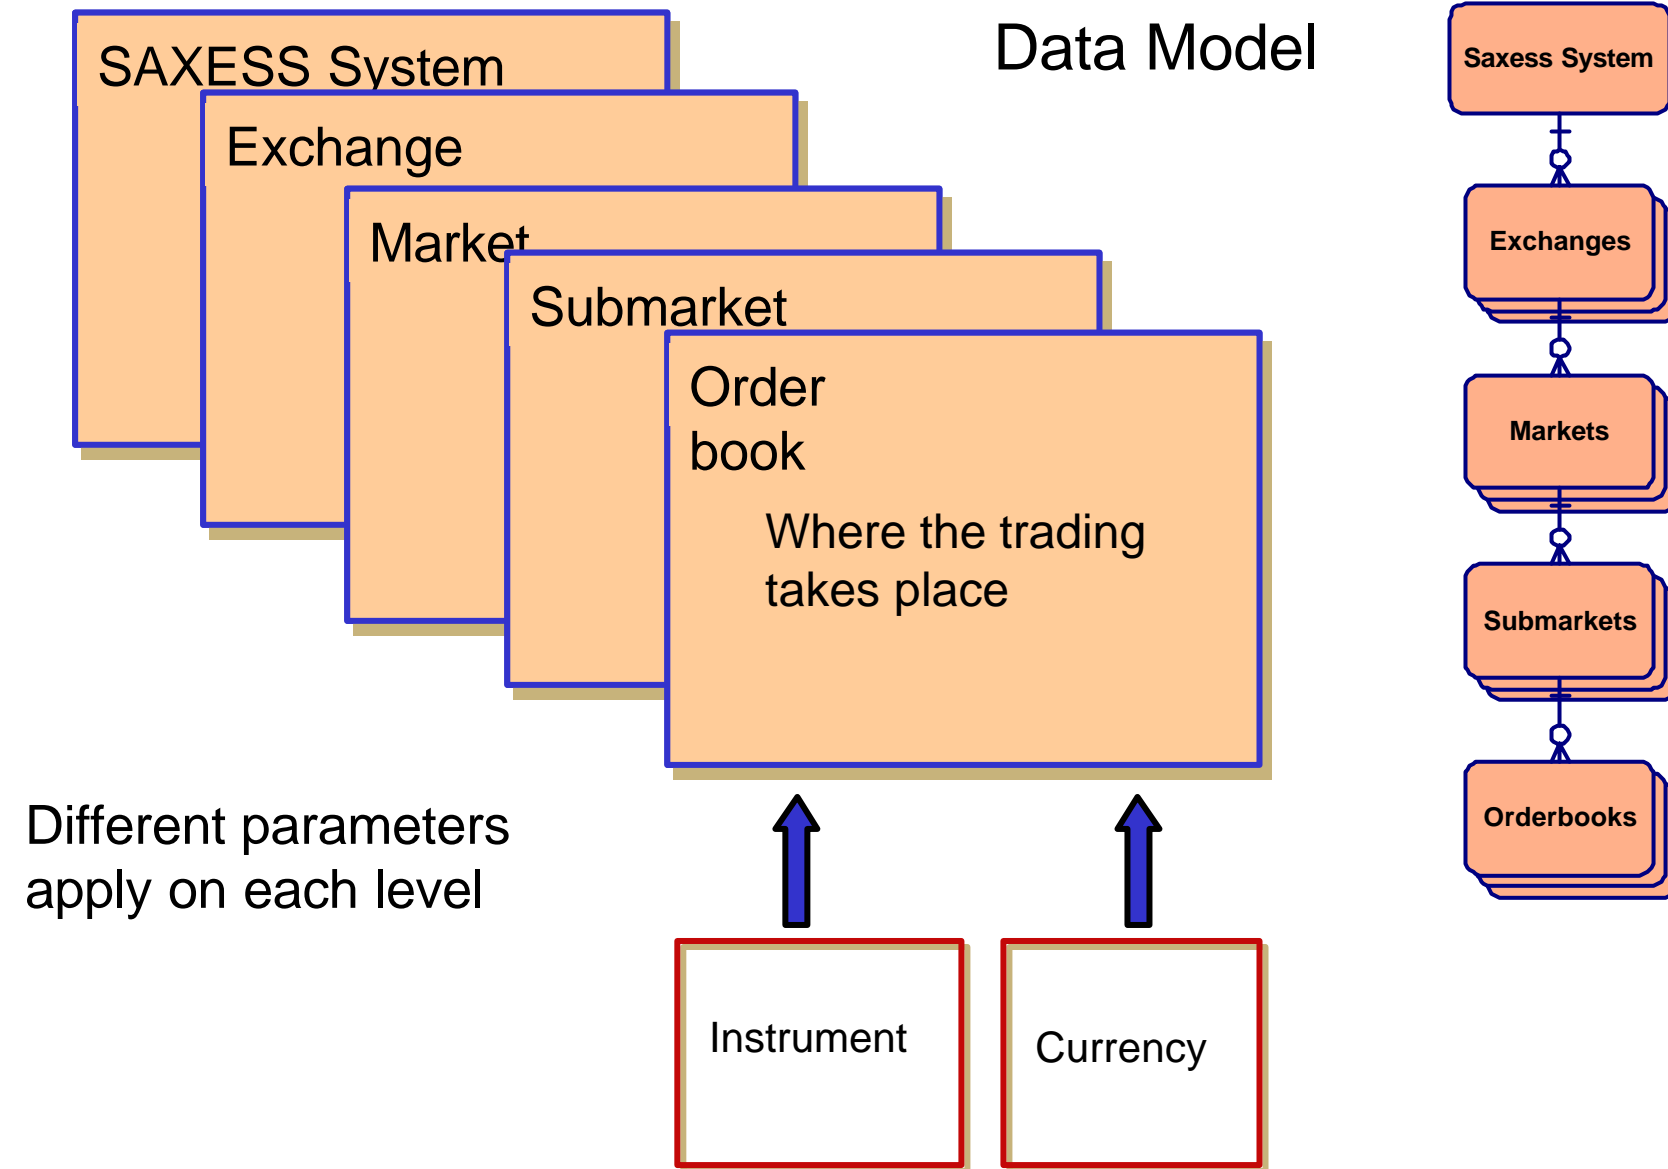 Data Model
SAXESS System
Exchange
Market
Submarket
Order
book
Where the trading
takes place
Different parameters
apply on each level
Instrument
Currency
Saxess System
Exchanges
Markets
Submarkets
Orderbooks